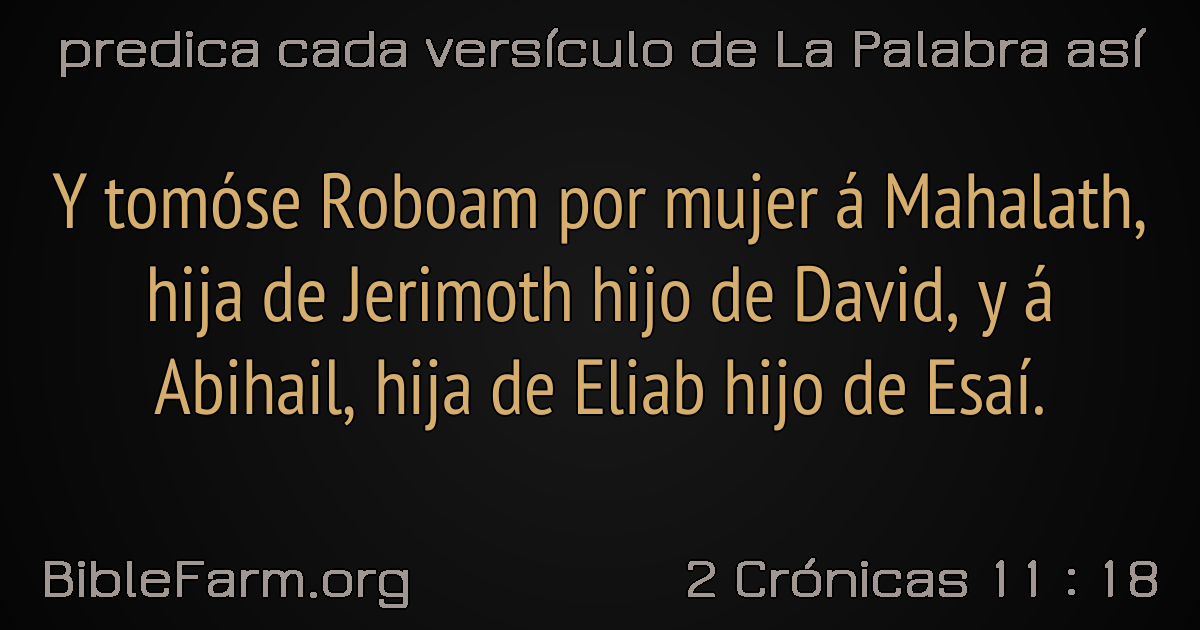 predica cada versículo de La Palabra así
Y tomóse Roboam por mujer á Mahalath,
hija de Jerimoth hijo de David, y á
Abihail, hija de Eliab hijo de Esaí.
BibleFarm.org
2 Crónicas 11 : 18